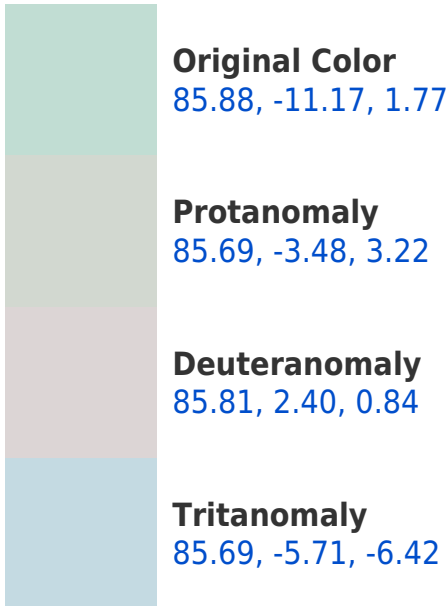 Original Color
85.88, -11.17, 1.77
Protanomaly
85.69, -3.48, 3.22
Deuteranomaly
85.81, 2.40, 0.84
Tritanomaly
85.69, -5.71, -6.42